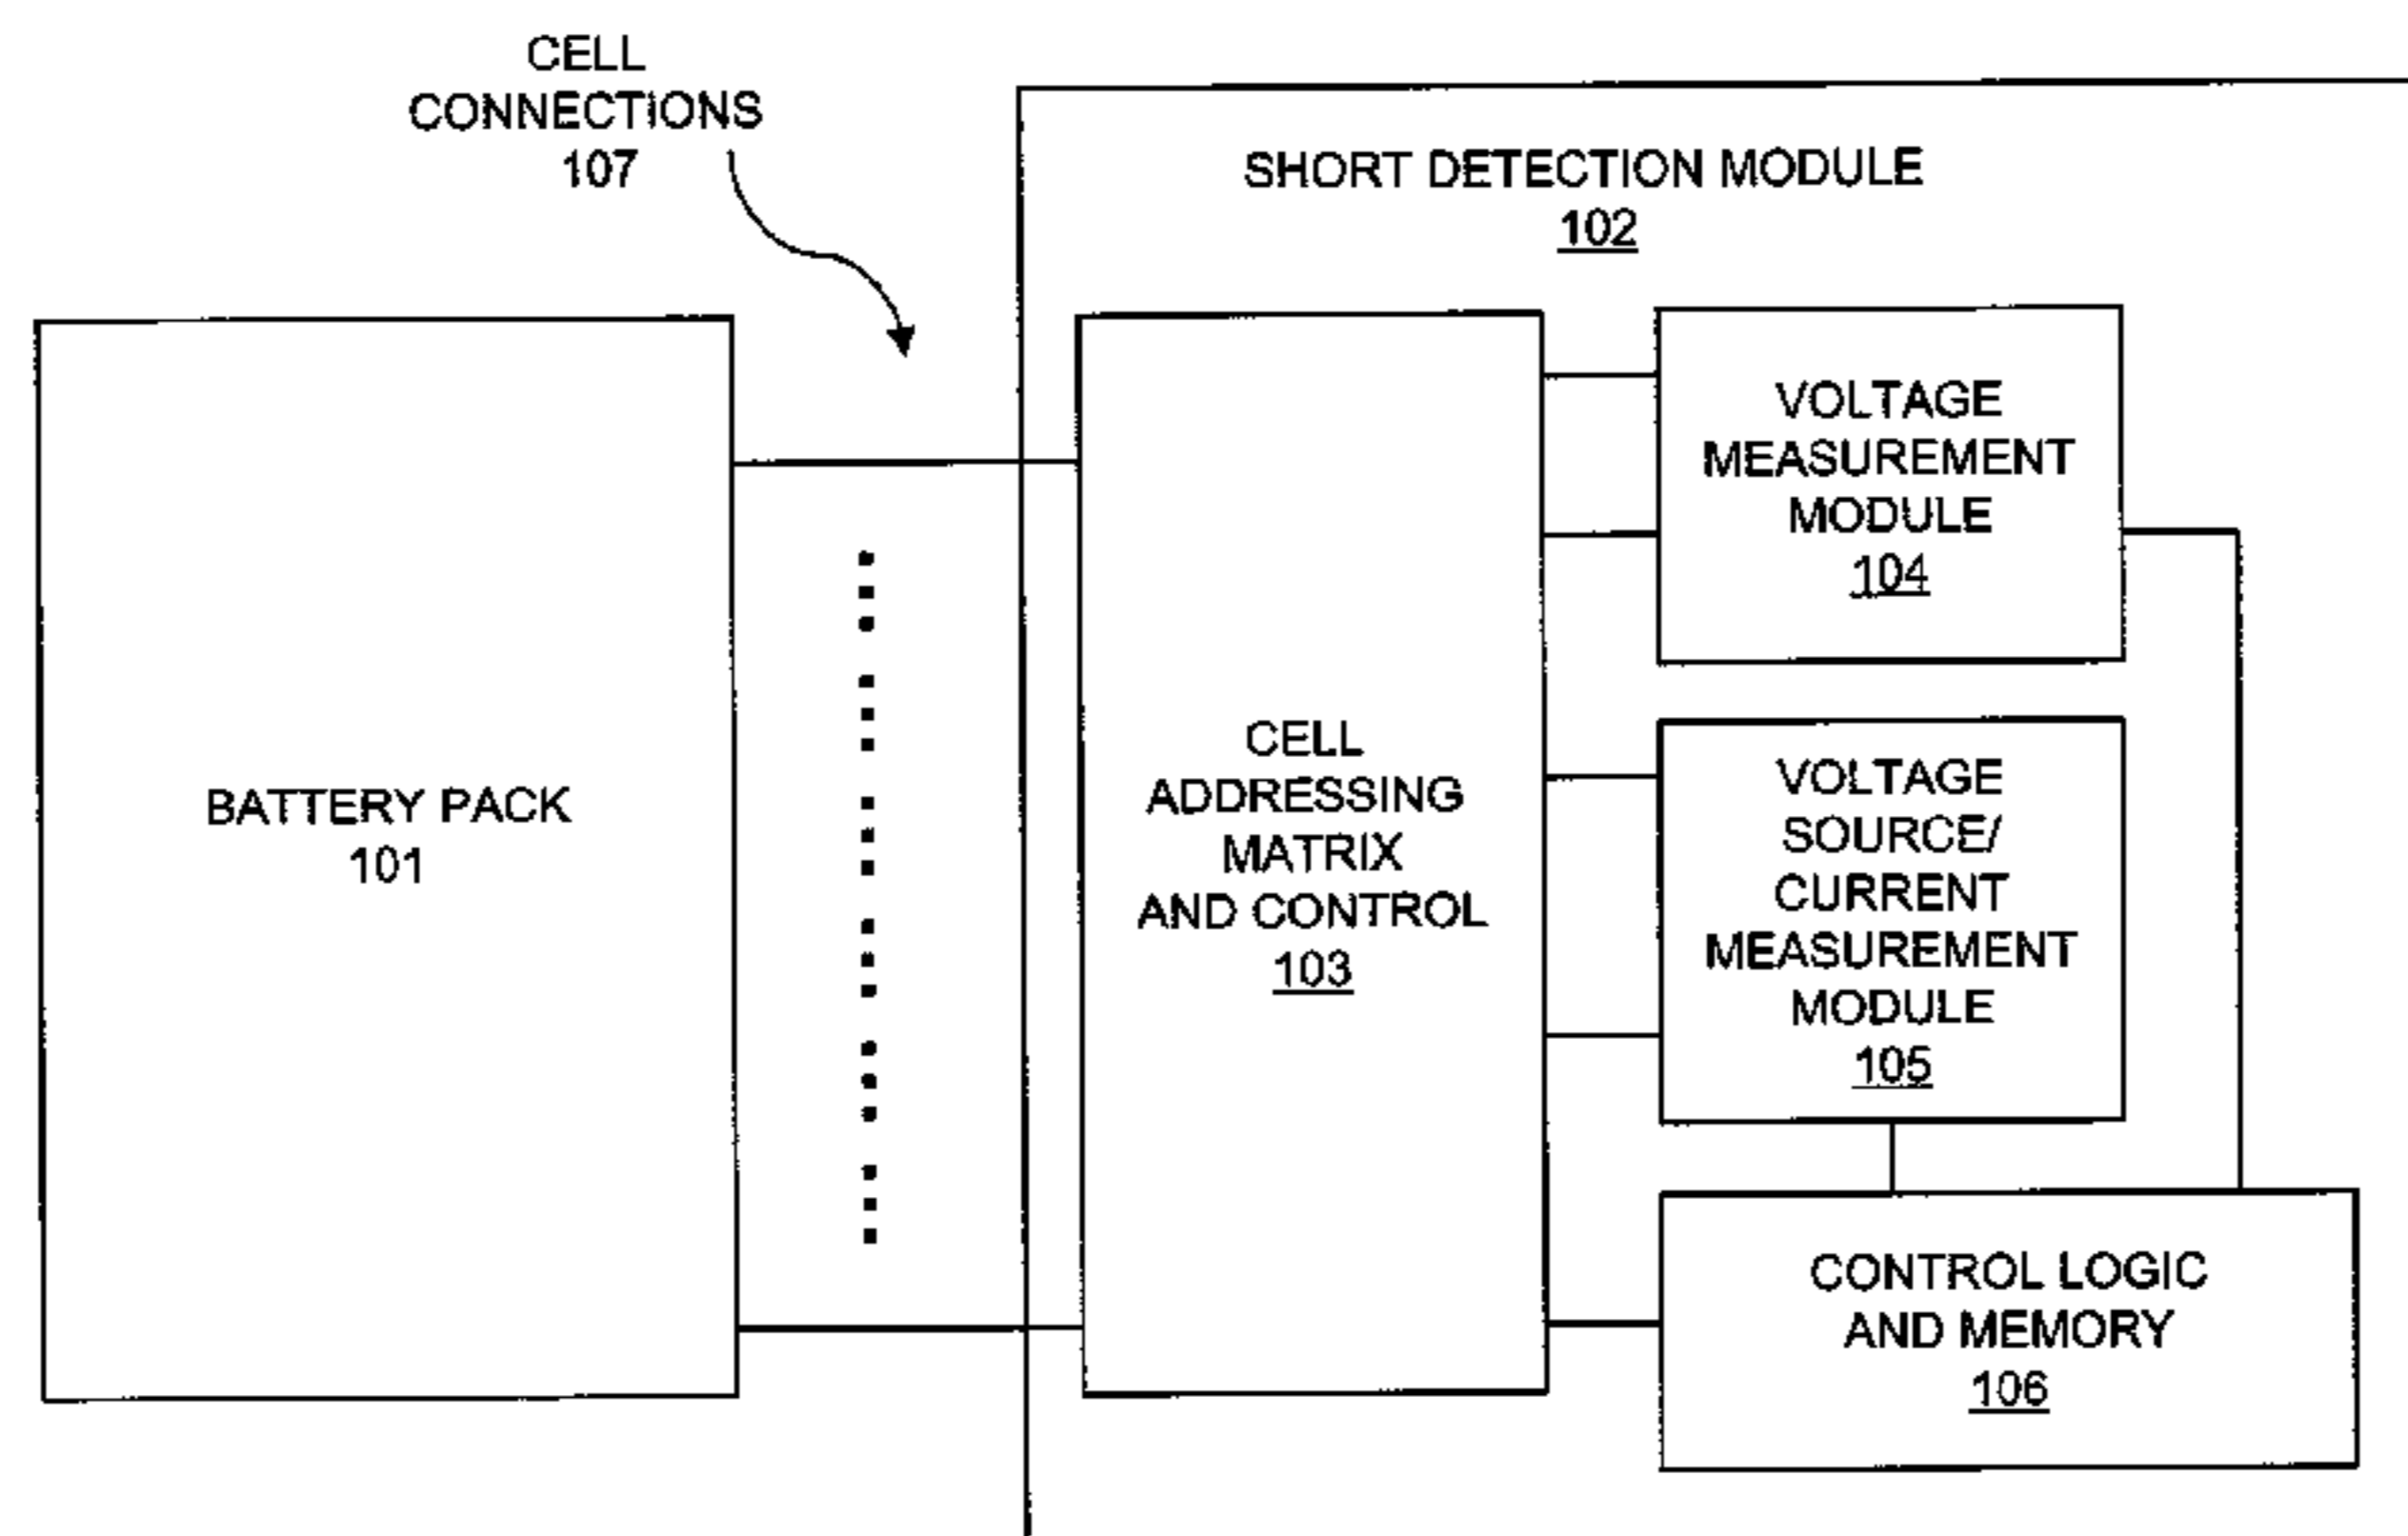 CELL
CONNECTIONS
107
SHORT DETECTION MODULE
102
BATTERY PACK
101
CELL
ADDRESSING
MATRIX
AND CONTROL
103
VOLTAGE
MEASUREMENT
MODULE
104
VOLTAGE
SOURCE/
CURRENT
MEASUREMENT
MODULE
105
CONTROL LOGIC
AND MEMORY
106